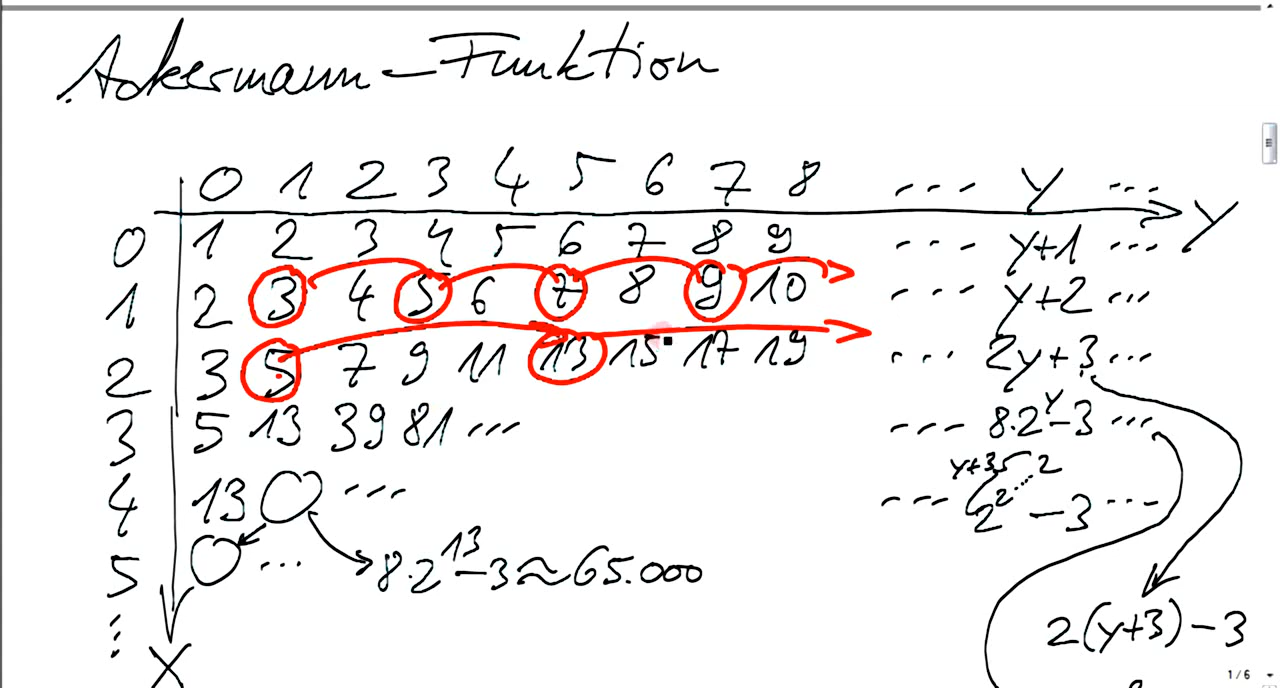 Ackermann-Funktion
0 1 2 3 4 5 6 7 8 --- y ... y
0 1 2 3 4 5 6 7 8 9 --- y+1 ...
1 2 3 4 5 6 7 8 9 10 --- y+2 ...
2 3 5 7 9 11 13 15 17 19 ... 2y+3 ...
3 5 13 39 81 ... --- 8·2^y-3 ...
4 13 ... --- y+3 { 2^2^...^2 - 3 ...
5 ... 8·2^13-3≈65.000
⋮
x
2(y+3)-3
1/6